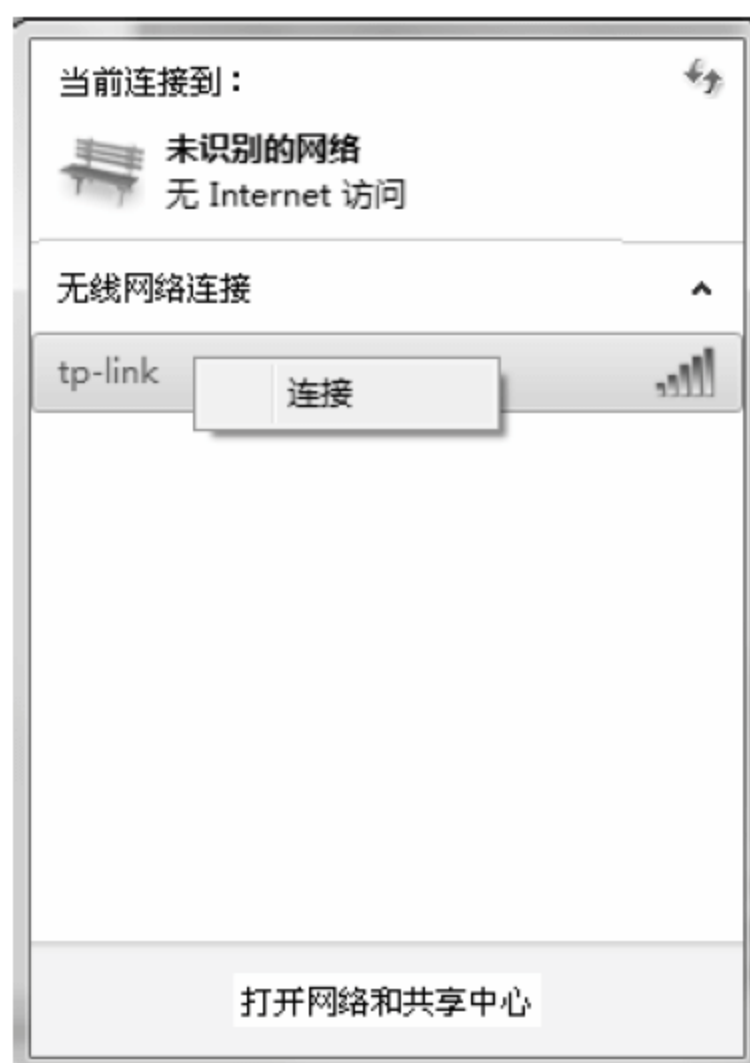 当前连接到：
未识别的网络
无 Internet 访问
无线网络连接
tp-link
连接
打开网络和共享中心